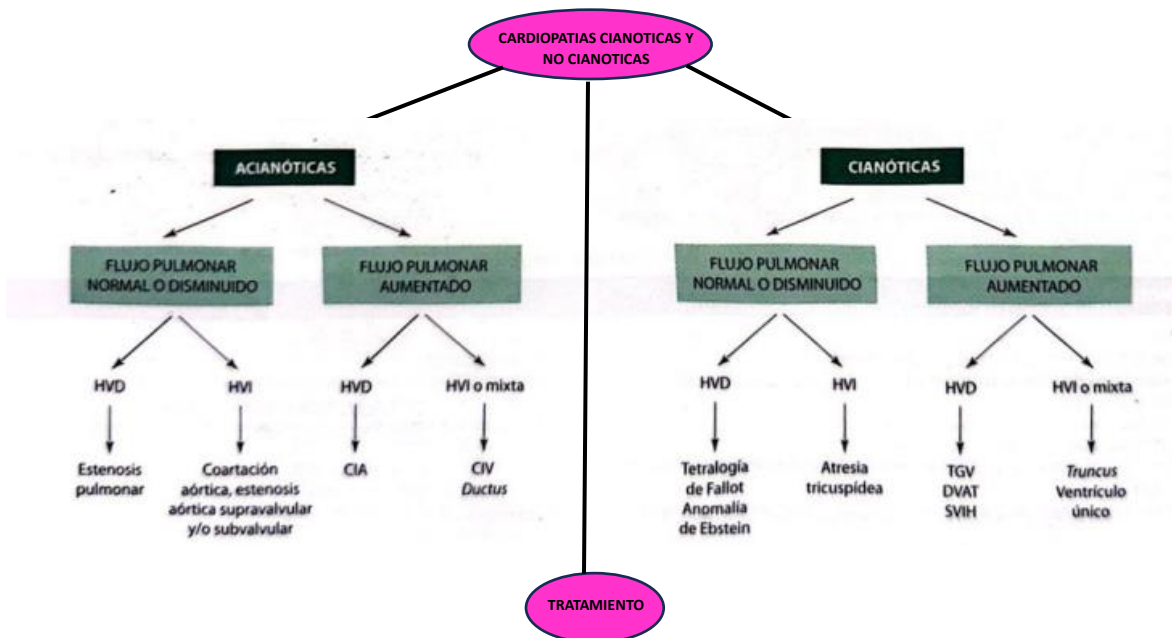 CARDIOPATIAS CIANOTICAS Y
NO CIANOTICAS
ACIANÓTICAS
FLUJO PULMONAR
NORMAL O DISMINUIDO
FLUJO PULMONAR
AUMENTADO
HVD
HVI
HVD
HVI o mixta
Estenosis
pulmonar
Coartación
aórtica, estenosis
aórtica supravalvular
y/o subvalvular
CIA
CIV
Ductus
CIANÓTICAS
FLUJO PULMONAR
NORMAL O DISMINUIDO
FLUJO PULMONAR
AUMENTADO
HVD
HVI
HVD
HVI o mixta
Tetralogía
de Fallot
Anomalía
de Ebstein
Atresia
tricuspídea
TGV
DVAT
SVIH
Truncus
Ventrículo
único
TRATAMIENTO